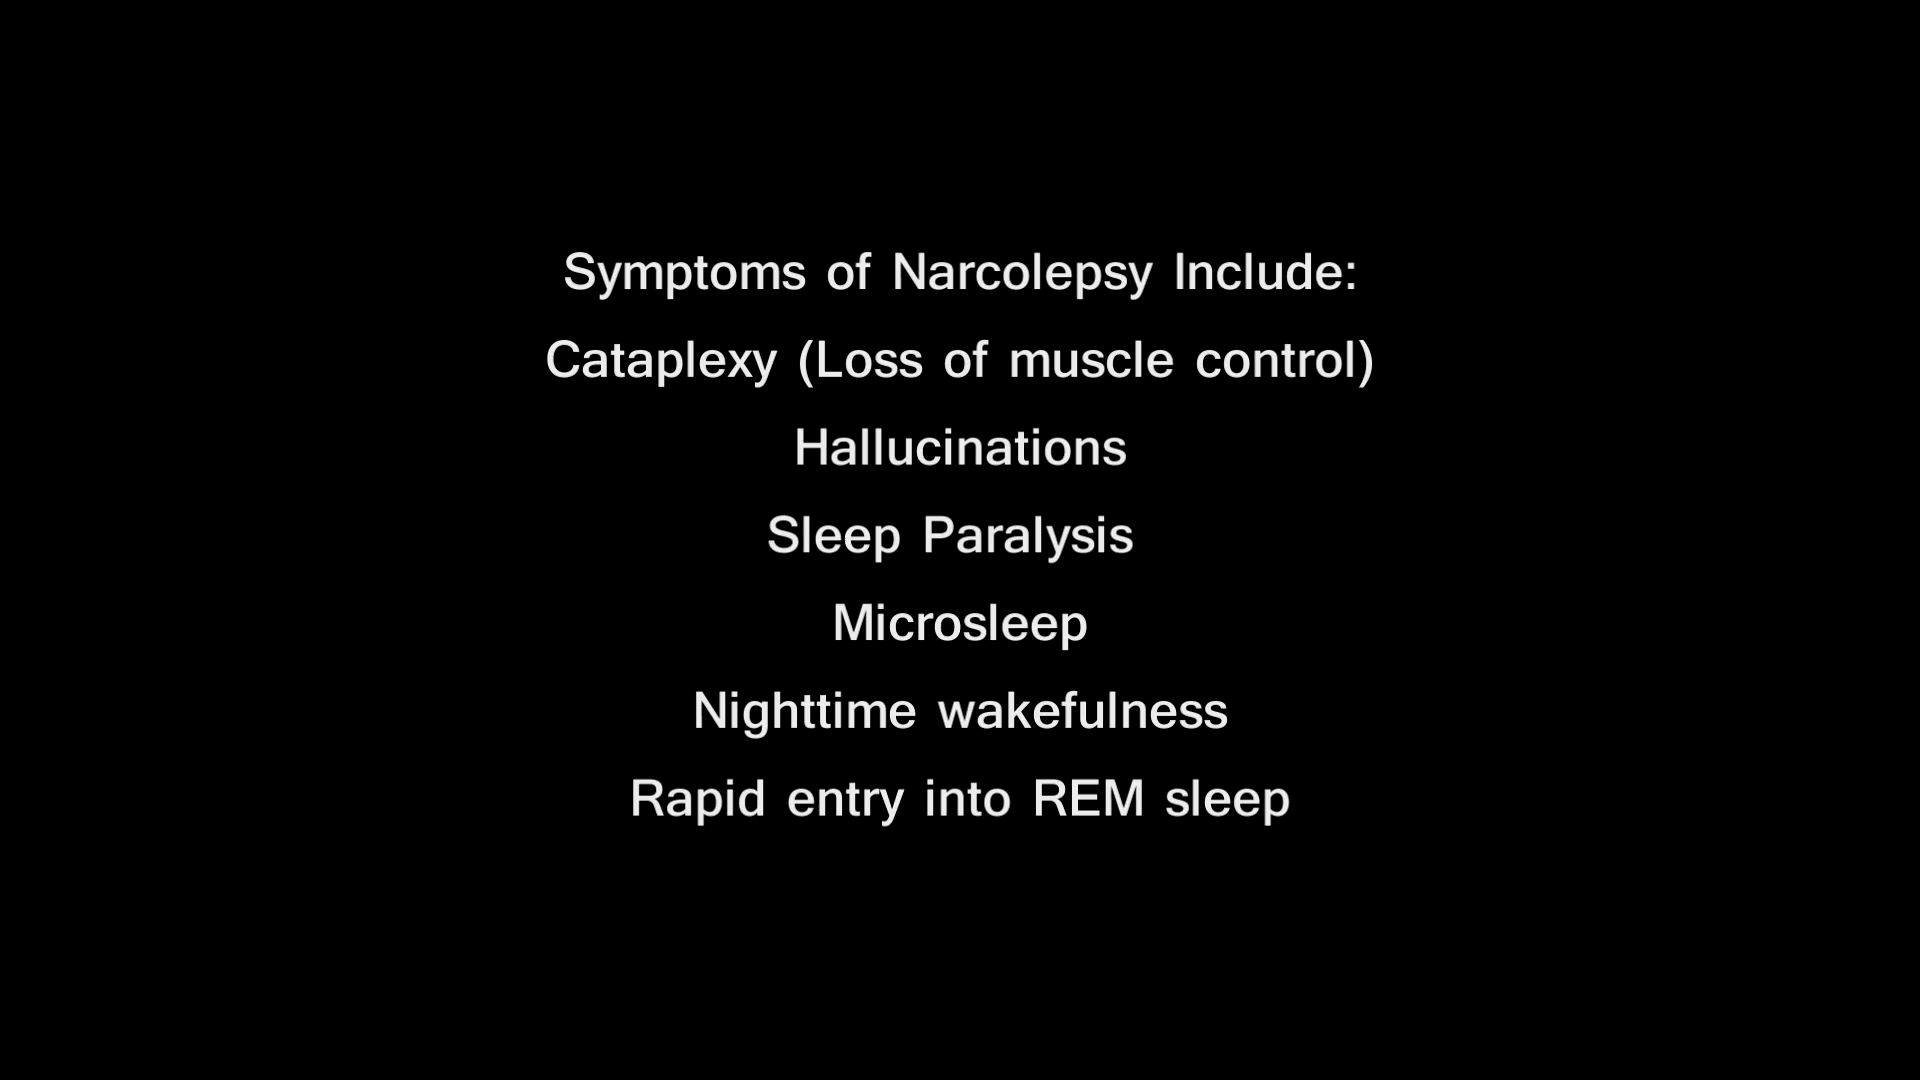 Symptoms of Narcolepsy Include:
Cataplexy (Loss of muscle control)
Hallucinations
Sleep Paralysis
Microsleep
Nighttime wakefulness
Rapid entry into REM sleep